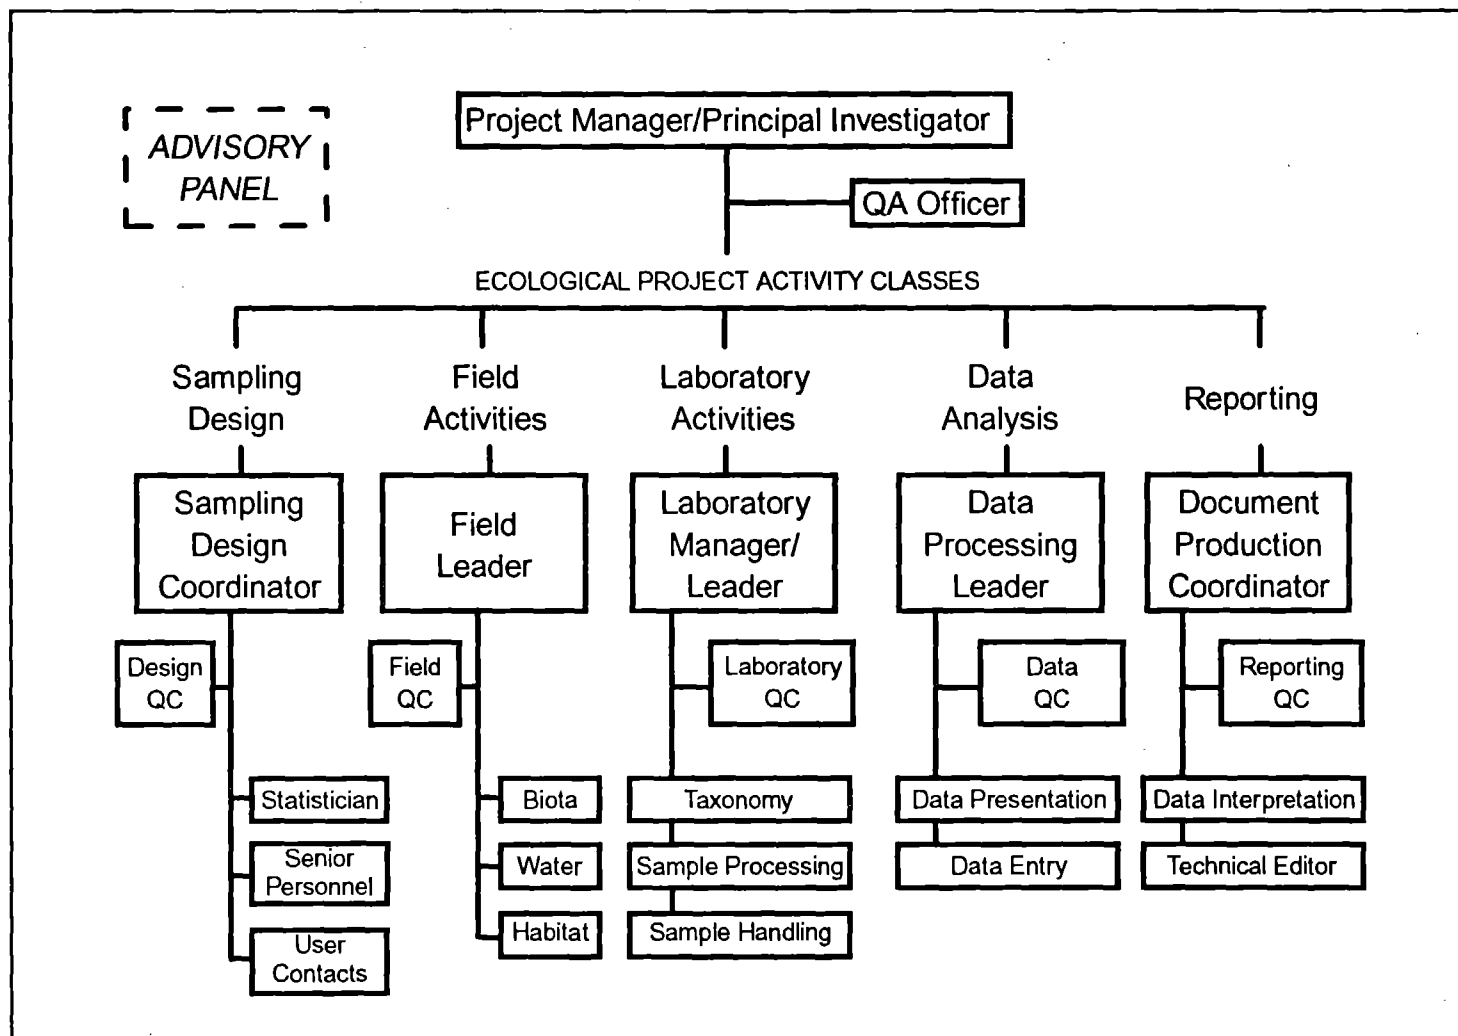 Project Manager/Principal Investigator
ADVISORY
PANEL
QA Officer
ECOLOGICAL PROJECT ACTIVITY CLASSES
Sampling
Design
Field
Activities
Laboratory
Activities
Data
Analysis
Reporting
Sampling
Design
Coordinator
Field
Leader
Laboratory
Manager/
Leader
Data
Processing
Leader
Document
Production
Coordinator
Design
QC
Field
QC
Laboratory
QC
Data
QC
Reporting
QC
Statistician
Senior
Personnel
User
Contacts
Biota
Water
Habitat
Taxonomy
Sample Processing
Sample Handling
Data Presentation
Data Entry
Data Interpretation
Technical Editor